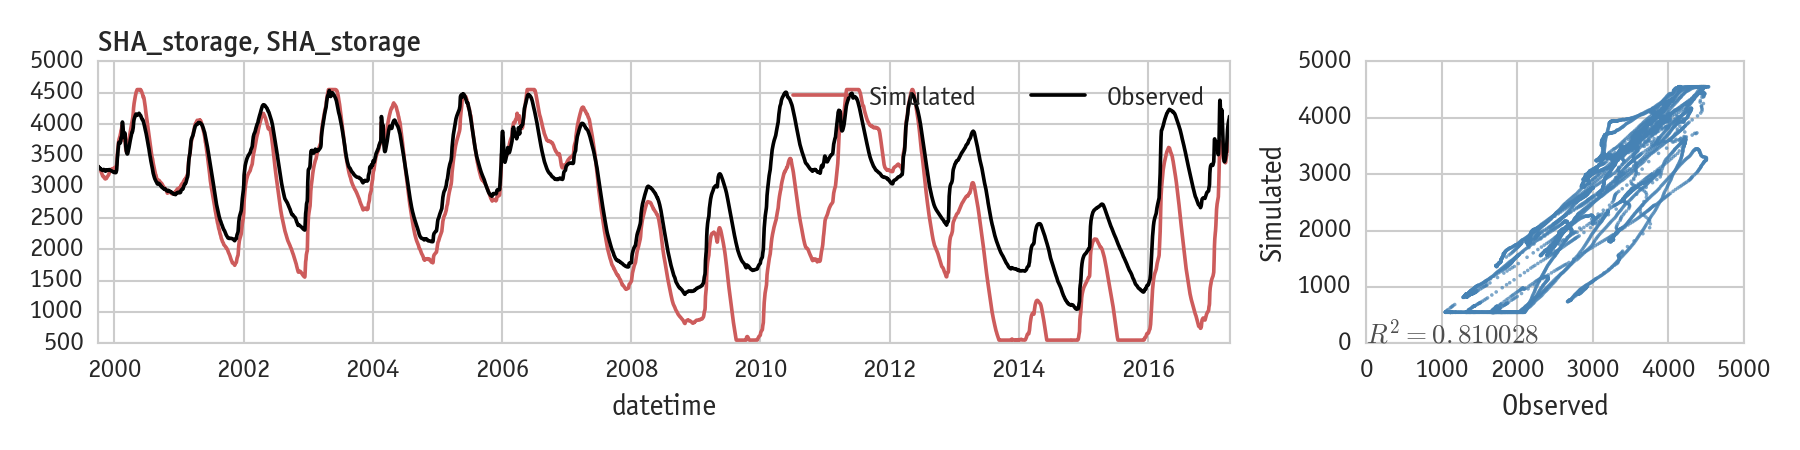 SHA_storage, SHA_storage
5000
4500
4000
3500
3000
2500
2000
1500
1000
500
2000 2002 2004 2006 2008 2010 2012 2014 2016
datetime
Simulated Observed
5000
4000
3000
2000
1000
0
Simulated
R² = 0.810028
0 1000 2000 3000 4000 5000
Observed